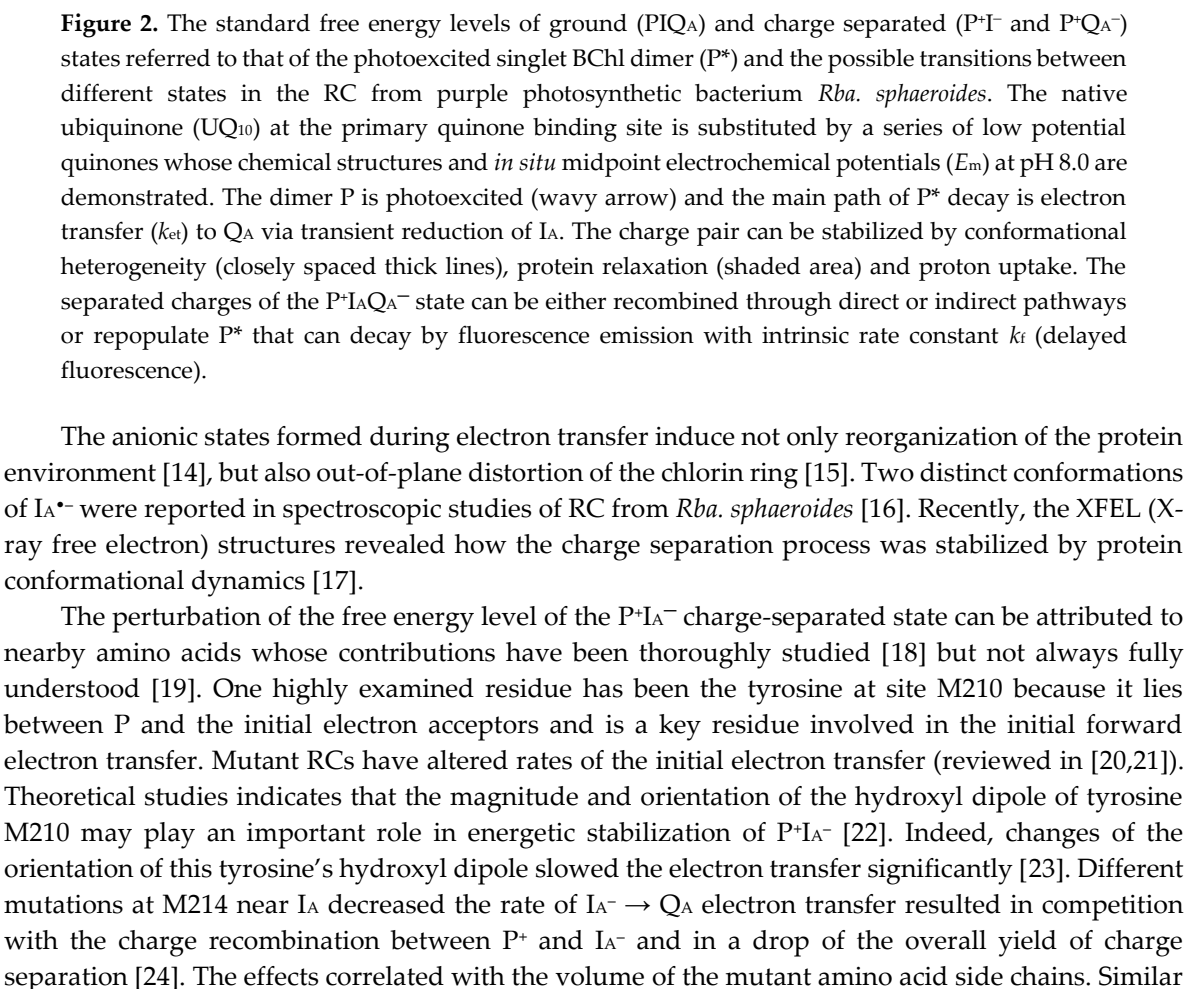 Figure 2. The standard free energy levels of ground (PIQA) and charge separated (P⁺I⁻ and P⁺QA⁻)
states referred to that of the photoexcited singlet BChl dimer (P*) and the possible transitions between
different states in the RC from purple photosynthetic bacterium Rba. sphaeroides. The native
ubiquinone (UQ10) at the primary quinone binding site is substituted by a series of low potential
quinones whose chemical structures and in situ midpoint electrochemical potentials (Em) at pH 8.0 are
demonstrated. The dimer P is photoexcited (wavy arrow) and the main path of P* decay is electron
transfer (ket) to QA via transient reduction of IA. The charge pair can be stabilized by conformational
heterogeneity (closely spaced thick lines), protein relaxation (shaded area) and proton uptake. The
separated charges of the P⁺IAQA⁻ state can be either recombined through direct or indirect pathways
or repopulate P* that can decay by fluorescence emission with intrinsic rate constant kf (delayed
fluorescence).
The anionic states formed during electron transfer induce not only reorganization of the protein
environment [14], but also out-of-plane distortion of the chlorin ring [15]. Two distinct conformations
of IA•⁻ were reported in spectroscopic studies of RC from Rba. sphaeroides [16]. Recently, the XFEL (X-
ray free electron) structures revealed how the charge separation process was stabilized by protein
conformational dynamics [17].
The perturbation of the free energy level of the P⁺IA⁻ charge-separated state can be attributed to
nearby amino acids whose contributions have been thoroughly studied [18] but not always fully
understood [19]. One highly examined residue has been the tyrosine at site M210 because it lies
between P and the initial electron acceptors and is a key residue involved in the initial forward
electron transfer. Mutant RCs have altered rates of the initial electron transfer (reviewed in [20,21]).
Theoretical studies indicates that the magnitude and orientation of the hydroxyl dipole of tyrosine
M210 may play an important role in energetic stabilization of P⁺IA⁻ [22]. Indeed, changes of the
orientation of this tyrosine's hydroxyl dipole slowed the electron transfer significantly [23]. Different
mutations at M214 near IA decreased the rate of IA⁻ → QA electron transfer resulted in competition
with the charge recombination between P⁺ and IA⁻ and in a drop of the overall yield of charge
separation [24]. The effects correlated with the volume of the mutant amino acid side chains. Similar